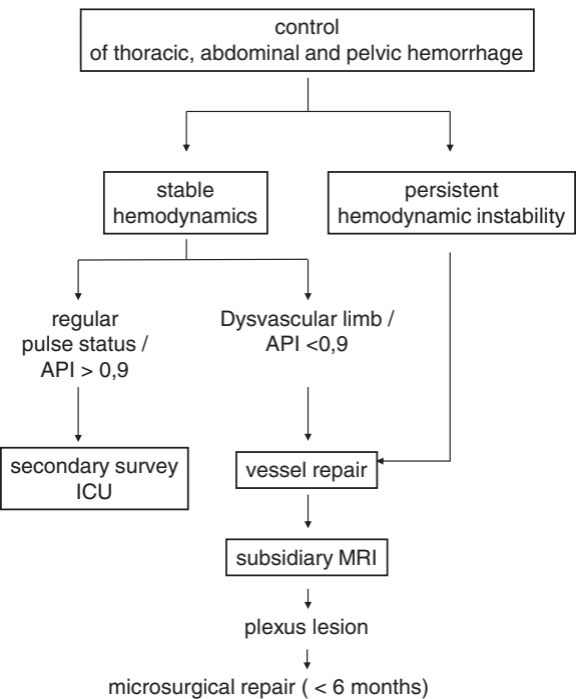 control
of thoracic, abdominal and pelvic hemorrhage
stable
hemodynamics
persistent
hemodynamic instability
regular
pulse status /
API > 0,9
Dysvascular limb /
API <0,9
secondary survey
ICU
vessel repair
subsidiary MRI
plexus lesion
microsurgical repair ( < 6 months)